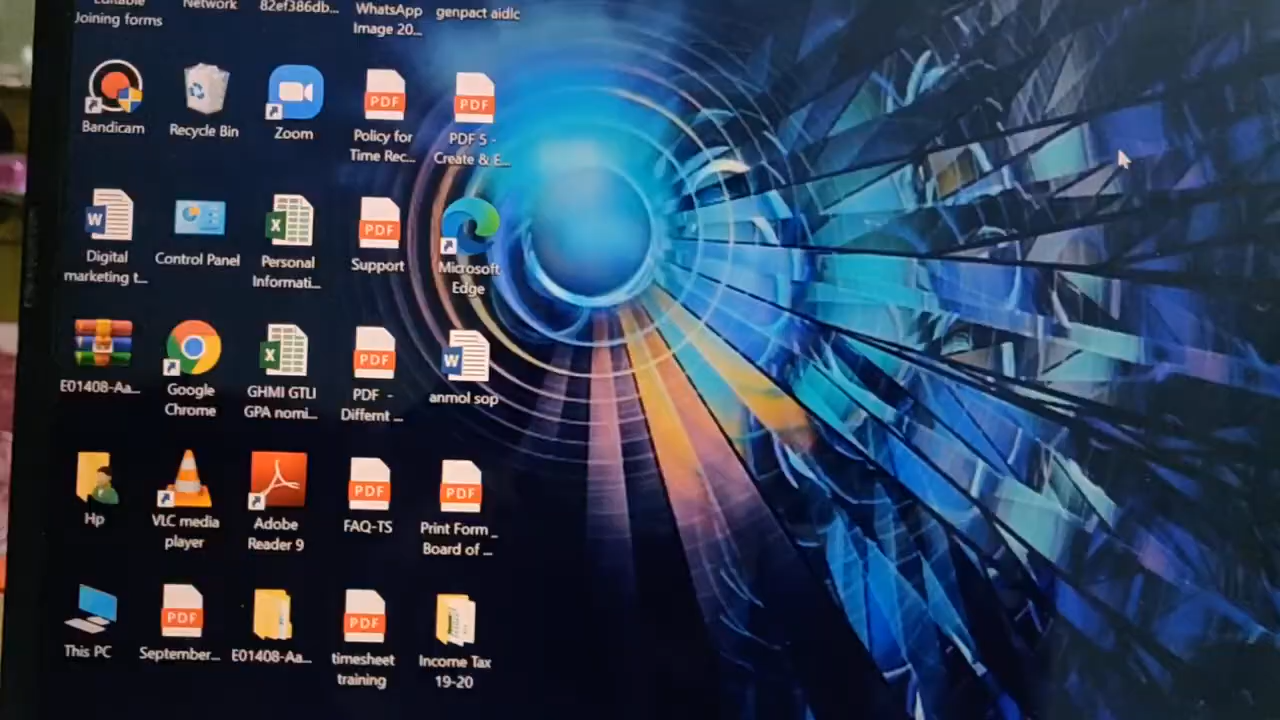 Joining forms
Network
82ef386db...
WhatsApp
Image 20...
genpact aidlc
Bandicam
Recycle Bin
Zoom
PDF
Policy for
Time Rec...
PDF
PDF 5 -
Create & E...
W
Digital
marketing t...
Control Panel
X
Personal
Informati...
PDF
Support
Microsoft
Edge
E01408-Aa...
Google
Chrome
X
GHMI GTLI
GPA nomi...
PDF
PDF -
Differnt ...
W
anmol sop
Hp
VLC media
player
Adobe
Reader 9
PDF
FAQ-TS
PDF
Print Form _
Board of ...
This PC
PDF
September...
E01408-Aa...
PDF
timesheet
training
Income Tax
19-20